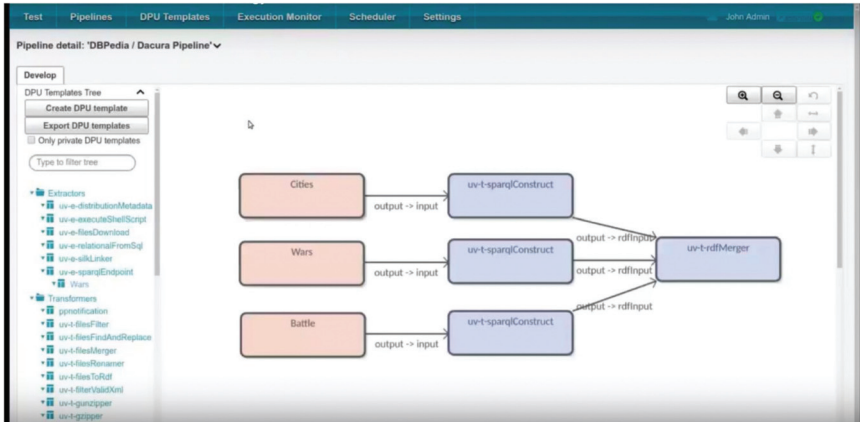 Test Pipelines DPU Templates Execution Monitor Scheduler Settings John Admin
Pipeline detail: 'DBPedia / Dacura Pipeline'
Develop
DPU Templates Tree
Create DPU template
Export DPU templates
Only private DPU templates
Type to filter tree
Extractors
uv-e-distributionMetadata
uv-e-executeShellScript
uv-e-filesDownload
uv-e-relationalFromSql
uv-e-silkLinker
uv-e-sparqlEndpoint
Wars
Transformers
ppnotification
uv-t-filesFilter
uv-t-filesFindAndReplace
uv-t-filesMerger
uv-t-filesRenamer
uv-t-filesToRdf
uv-t-filterValidXml
uv-t-gunzipper
uv-t-gzipper
Cities
output -> input
uv-t-sparqlConstruct
output -> rdfInput
Wars
output -> input
uv-t-sparqlConstruct
output -> rdfInput
uv-t-rdfMerger
Battle
output -> input
uv-t-sparqlConstruct
output -> rdfInput